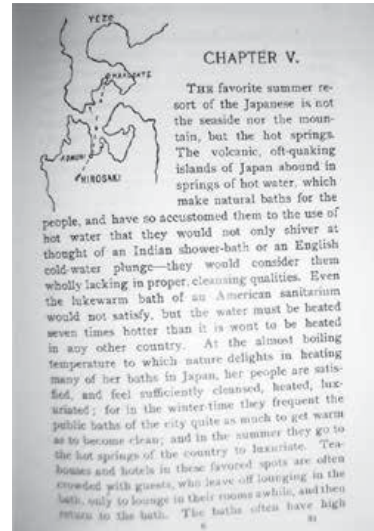 YEZO
HAKODATE
AOMORI
HIROSAKI
CHAPTER V.
THE favorite summer re-
sort of the Japanese is not
the seaside nor the moun-
tain, but the hot springs.
The volcanic, oft-quaking
islands of Japan abound in
springs of hot water, which
make natural baths for the
people, and have so accustomed them to the use of
hot water that they would not only shiver at
thought of an Indian shower-bath or an English
cold-water plunge—they would consider them
wholly lacking in proper cleansing qualities. Even
the lukewarm bath of an American sanitarium
would not satisfy, but the water must be heated
seven times hotter than it is wont to be heated
in any other country. At the almost boiling
temperature to which nature delights in heating
many of her baths in Japan, her people are satis-
fied, and feel sufficiently cleansed, heated, lux-
uriated; for in the winter-time they frequent the
public baths of the city quite as much to get warm
as to become clean; and in the summer they go to
the hot springs of the country to luxuriate. Tea-
houses and hotels in these favored spots are often
crowded with guests, who leave off lounging in the
bath, only to lounge in their rooms awhile, and then
return to the bath. The baths often have high
6